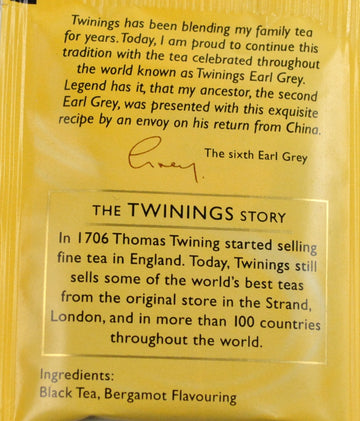 Twinings has been blending my family tea
for years. Today, I am proud to continue this
tradition with the tea celebrated throughout
the world known as Twinings Earl Grey.
Legend has it, that my ancestor, the second
Earl Grey, was presented with this exquisite
recipe by an envoy on his return from China.
Grey.
The sixth Earl Grey
THE TWININGS STORY
In 1706 Thomas Twining started selling
fine tea in England. Today, Twinings still
sells some of the world's best teas
from the original store in the Strand,
London, and in more than 100 countries
throughout the world.
Ingredients:
Black Tea, Bergamot Flavouring